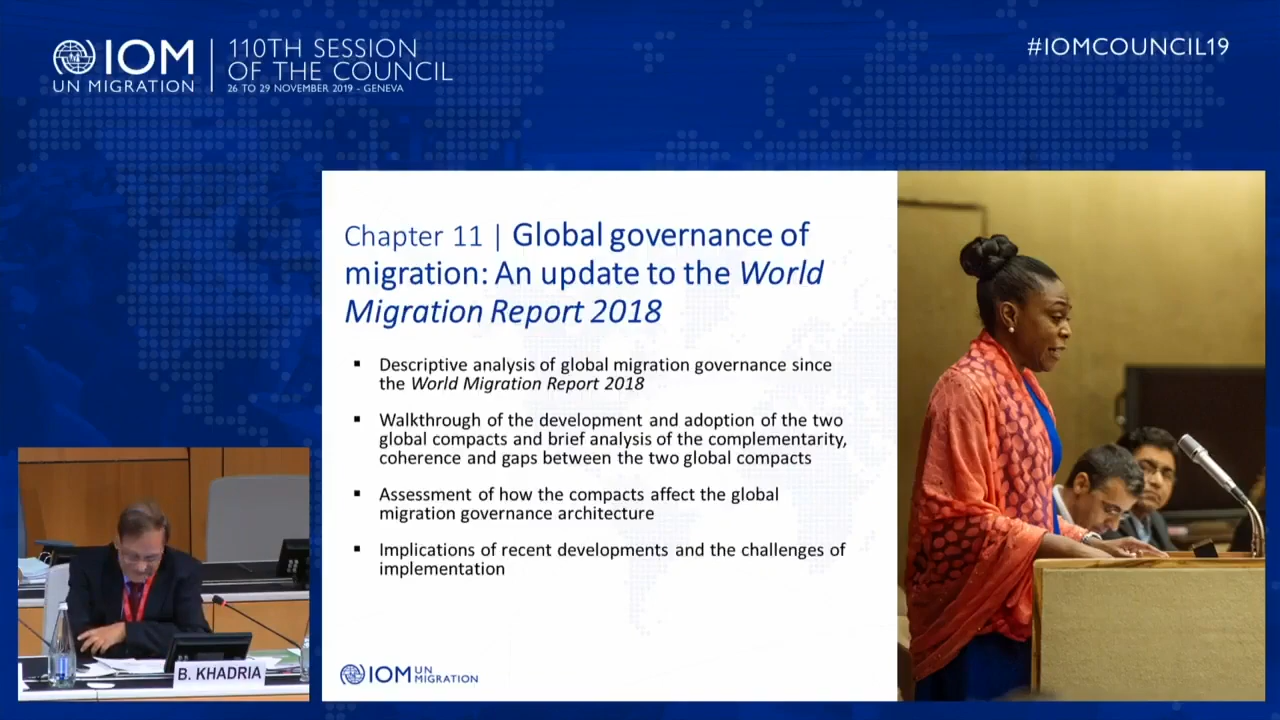 IOM
UN MIGRATION
110TH SESSION
OF THE COUNCIL
26 TO 29 NOVEMBER 2019 - GENEVA
#IOMCOUNCIL19
Chapter 11 | Global governance of
migration: An update to the World
Migration Report 2018
▪ Descriptive analysis of global migration governance since
the World Migration Report 2018
▪ Walkthrough of the development and adoption of the two
global compacts and brief analysis of the complementarity,
coherence and gaps between the two global compacts
▪ Assessment of how the compacts affect the global
migration governance architecture
▪ Implications of recent developments and the challenges of
implementation
IOM UN
MIGRATION
B. KHADRIA